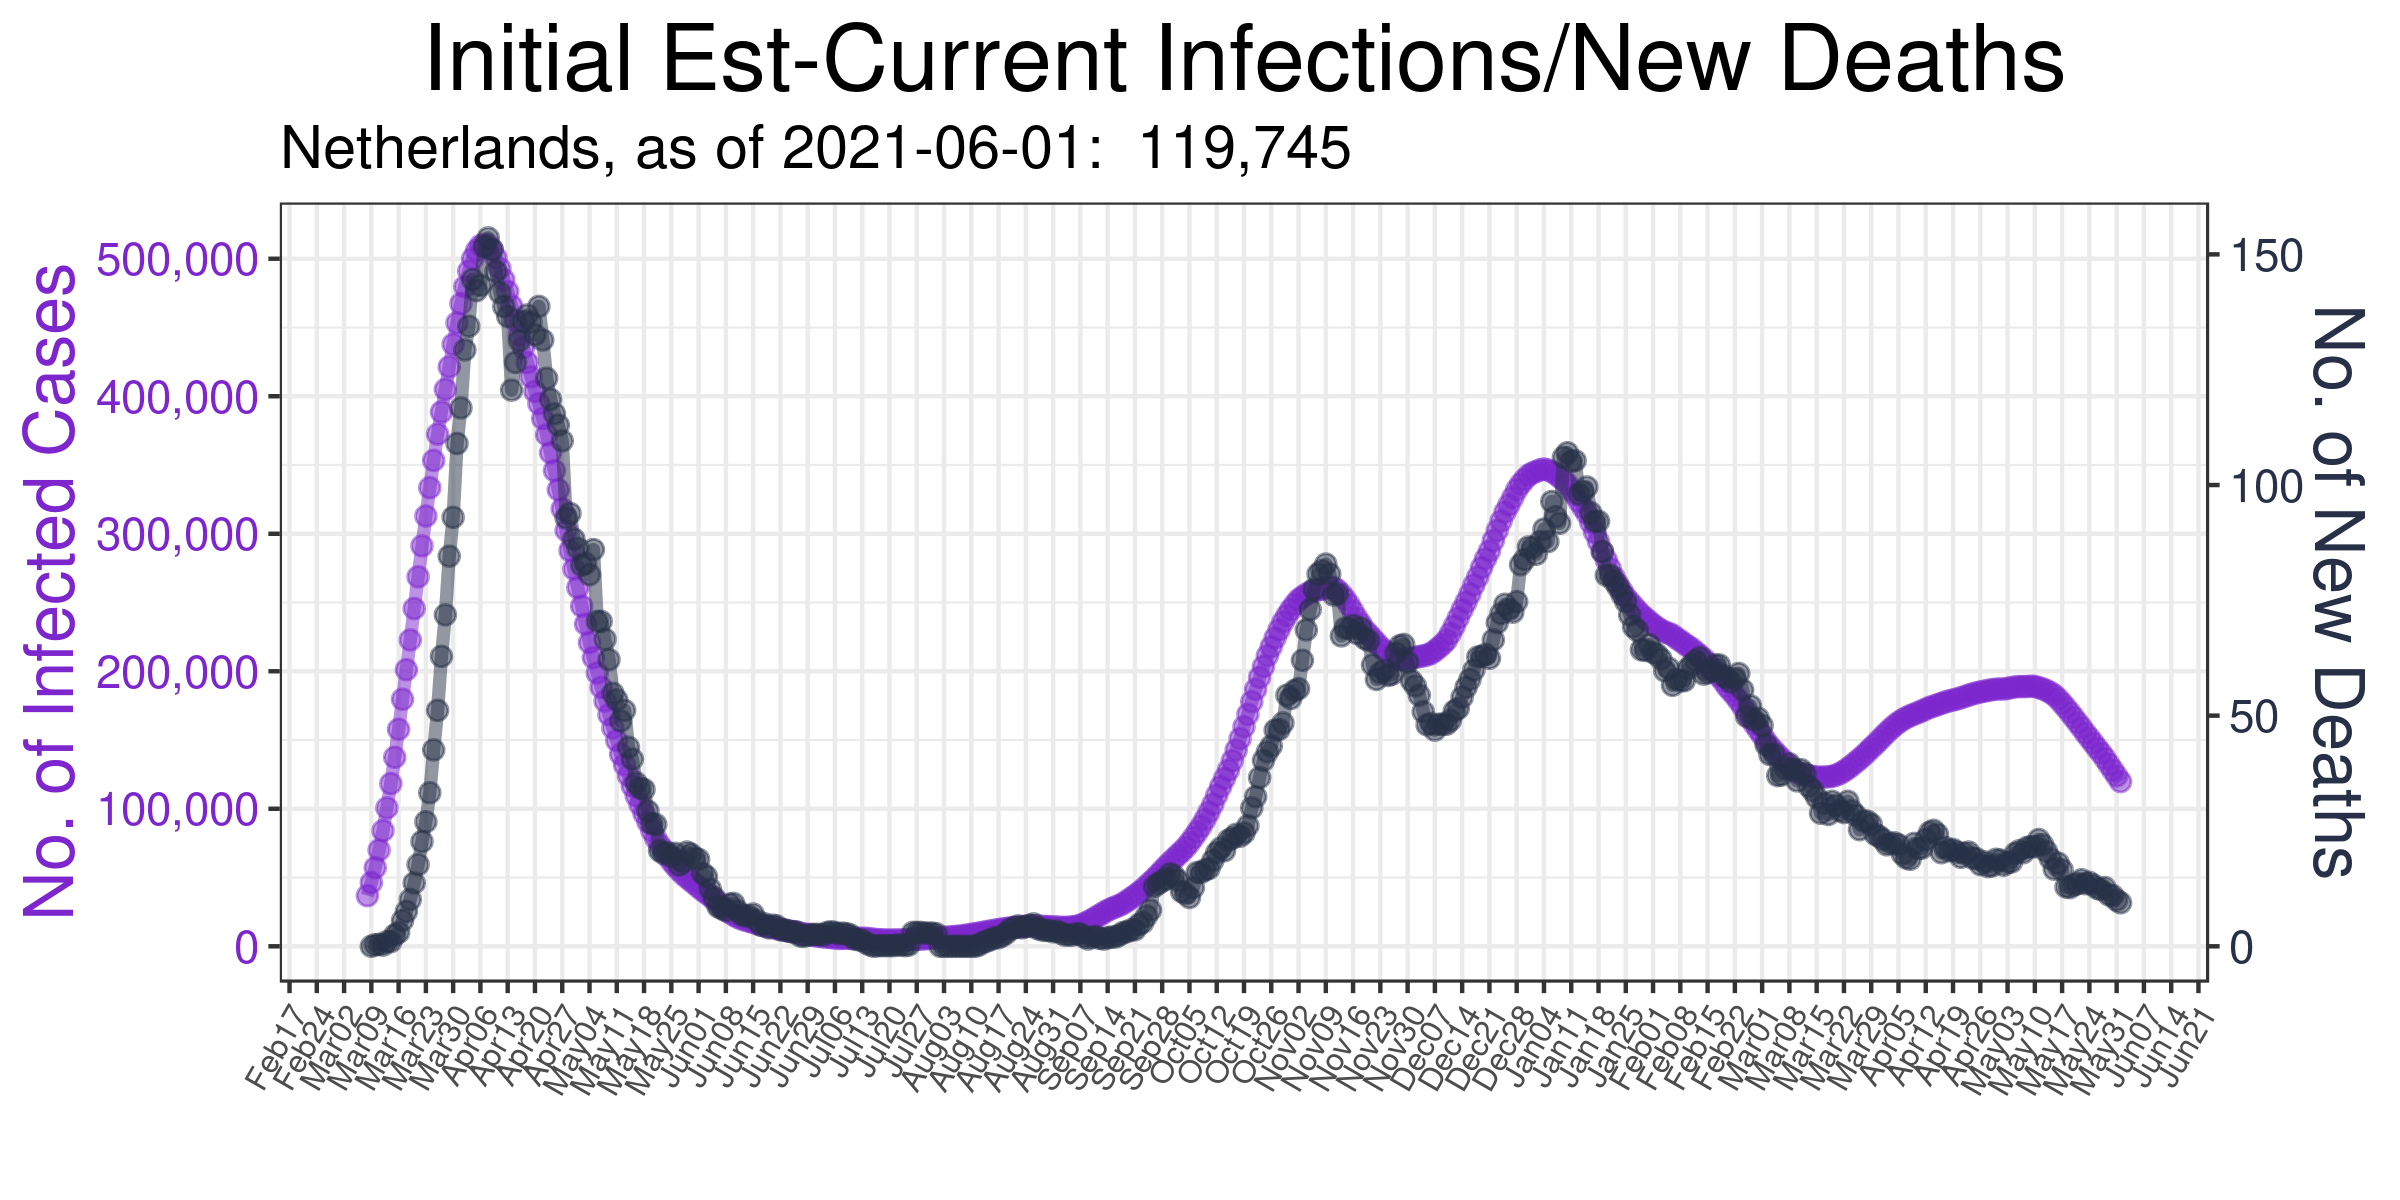 Initial Est-Current Infections/New Deaths
Netherlands, as of 2021-06-01:  119,745
No. of Infected Cases
500,000
400,000
300,000
200,000
100,000
0
150
100
50
0
No. of New Deaths
Feb17
Feb24
Mar02
Mar09
Mar16
Mar23
Mar30
Apr06
Apr13
Apr20
Apr27
May04
May11
May18
May25
Jun01
Jun08
Jun15
Jun22
Jun29
Jul06
Jul13
Jul20
Jul27
Aug03
Aug10
Aug17
Aug24
Aug31
Sep07
Sep14
Sep21
Sep28
Oct05
Oct12
Oct19
Oct26
Nov02
Nov09
Nov16
Nov23
Nov30
Dec07
Dec14
Dec21
Dec28
Jan04
Jan11
Jan18
Jan25
Feb01
Feb08
Feb15
Feb22
Mar01
Mar08
Mar15
Mar22
Mar29
Apr05
Apr12
Apr19
Apr26
May03
May10
May17
May24
May31
Jun07
Jun14
Jun21